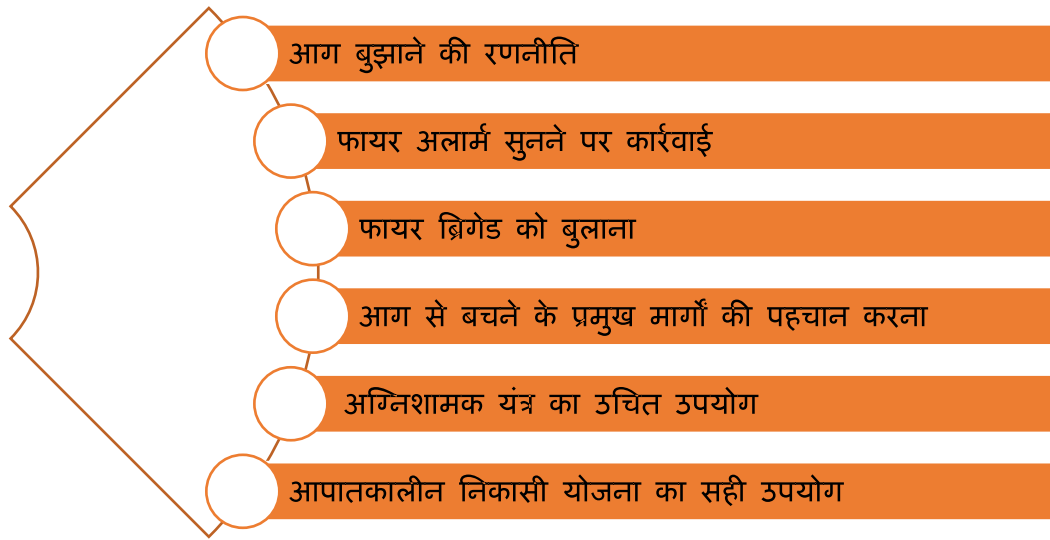 आग बुझाने की रणनीति
फायर अलार्म सुनने पर कार्रवाई
फायर ब्रिगेड को बुलाना
आग से बचने के प्रमुख मार्गों की पहचान करना
अग्निशामक यंत्र का उचित उपयोग
आपातकालीन निकासी योजना का सही उपयोग